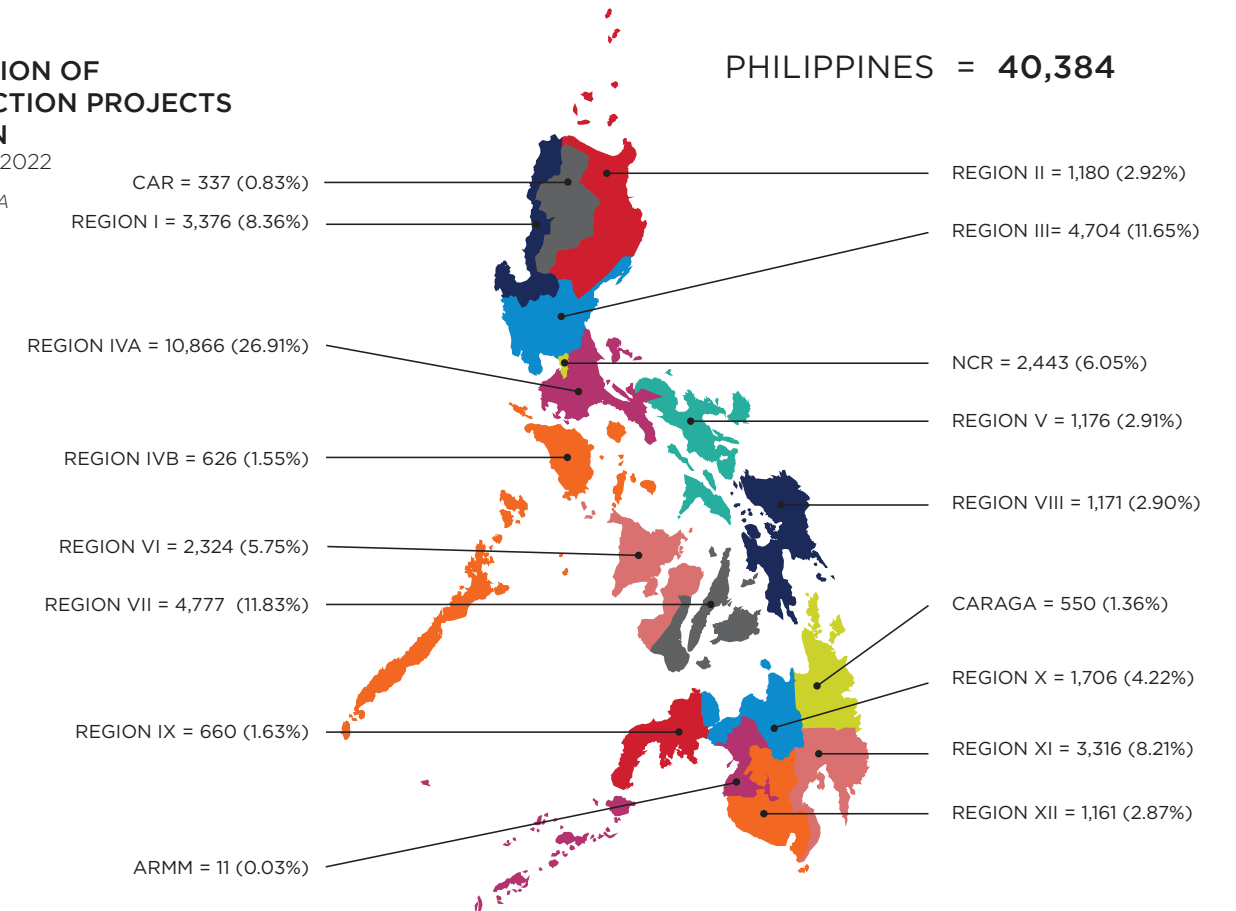 ION OF
CTION PROJECTS
N
2022
A
PHILIPPINES = 40,384
CAR = 337 (0.83%)
REGION I = 3,376 (8.36%)
REGION IVA = 10,866 (26.91%)
REGION IVB = 626 (1.55%)
REGION VI = 2,324 (5.75%)
REGION VII = 4,777 (11.83%)
REGION IX = 660 (1.63%)
ARMM = 11 (0.03%)
REGION II = 1,180 (2.92%)
REGION III= 4,704 (11.65%)
NCR = 2,443 (6.05%)
REGION V = 1,176 (2.91%)
REGION VIII = 1,171 (2.90%)
CARAGA = 550 (1.36%)
REGION X = 1,706 (4.22%)
REGION XI = 3,316 (8.21%)
REGION XII = 1,161 (2.87%)